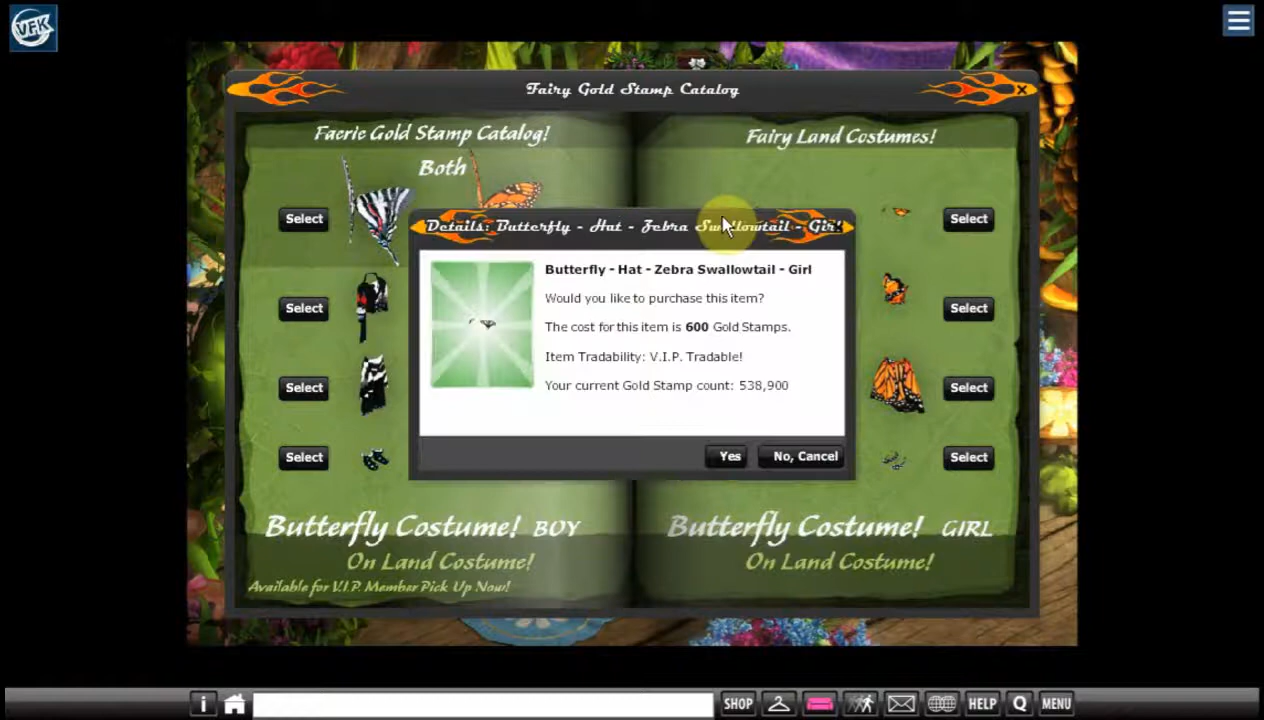 VFK
Fairy Gold Stamp Catalog
X
Faerie Gold Stamp Catalog!
Both
Fairy Land Costumes!
Select
Select
Select
Select
Select
Select
Select
Select
Details: Butterfly - Hat - Zebra Swallowtail - Girl
Butterfly - Hat - Zebra Swallowtail - Girl
Would you like to purchase this item?
The cost for this item is 600 Gold Stamps.
Item Tradability: V.I.P. Tradable!
Your current Gold Stamp count: 538,900
Yes
No, Cancel
Butterfly Costume! BOY
On Land Costume!
Available for V.I.P. Member Pick Up Now!
Butterfly Costume! GIRL
On Land Costume!
i
SHOP
HELP
Q
MENU